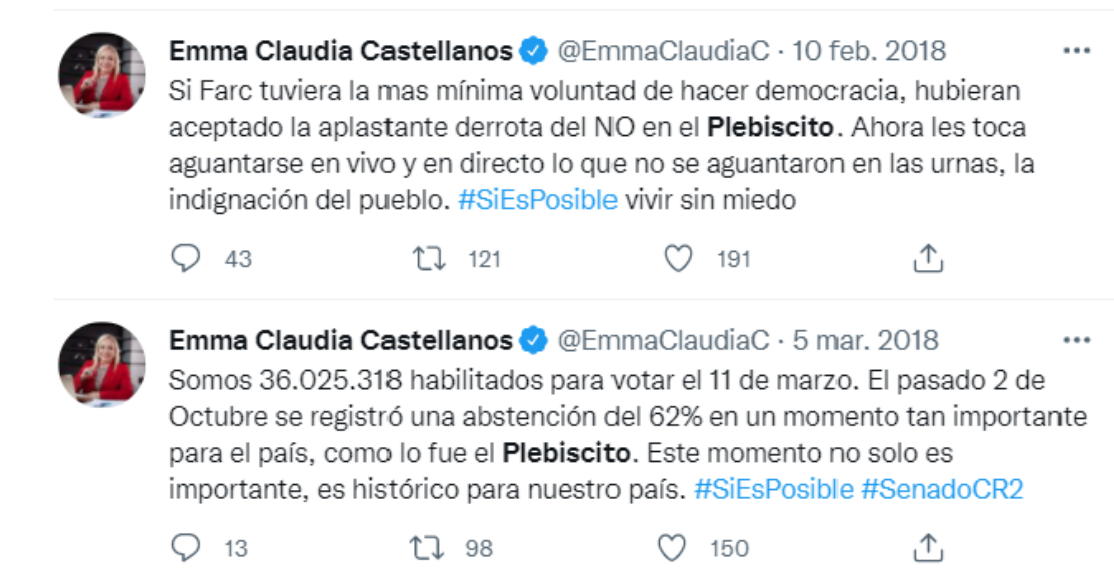 Emma Claudia Castellanos @EmmaClaudiaC · 10 feb. 2018
Si Farc tuviera la mas mínima voluntad de hacer democracia, hubieran
aceptado la aplastante derrota del NO en el Plebiscito. Ahora les toca
aguantarse en vivo y en directo lo que no se aguantaron en las urnas, la
indignación del pueblo. #SiEsPosible vivir sin miedo
43 121 191
Emma Claudia Castellanos @EmmaClaudiaC · 5 mar. 2018
Somos 36.025.318 habilitados para votar el 11 de marzo. El pasado 2 de
Octubre se registró una abstención del 62% en un momento tan importante
para el país, como lo fue el Plebiscito. Este momento no solo es
importante, es histórico para nuestro país. #SiEsPosible #SenadoCR2
13 98 150